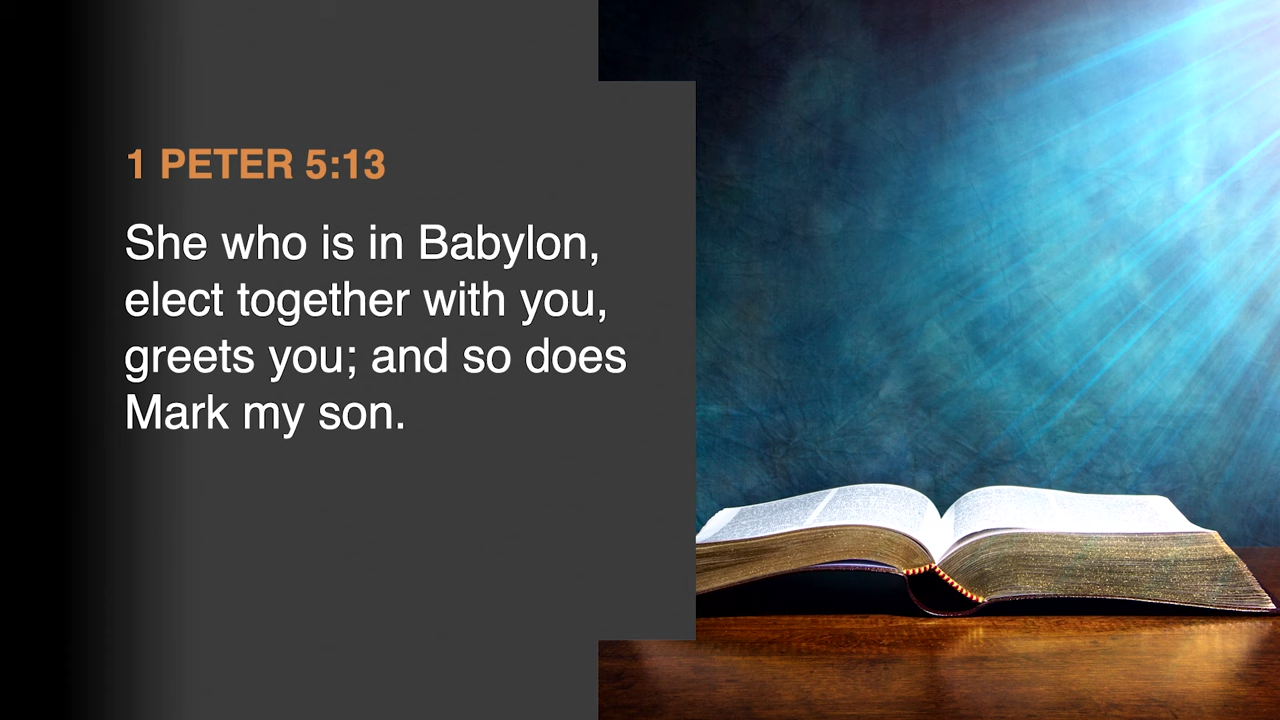 1 PETER 5:13
She who is in Babylon,
elect together with you,
greets you; and so does
Mark my son.